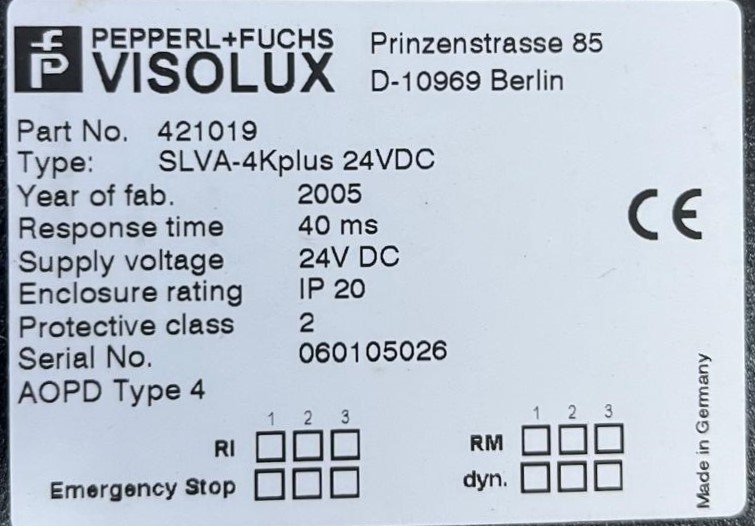 PEPPERL+FUCHS
VISOLUX
Prinzenstrasse 85
D-10969 Berlin
Part No. 421019
Type: SLVA-4Kplus 24VDC
Year of fab. 2005
Response time 40 ms
Supply voltage 24V DC
Enclosure rating IP 20
Protective class 2
Serial No. 060105026
AOPD Type 4
CE
1 2 3
RI
Emergency Stop
1 2 3
RM
dyn.
Made in Germany